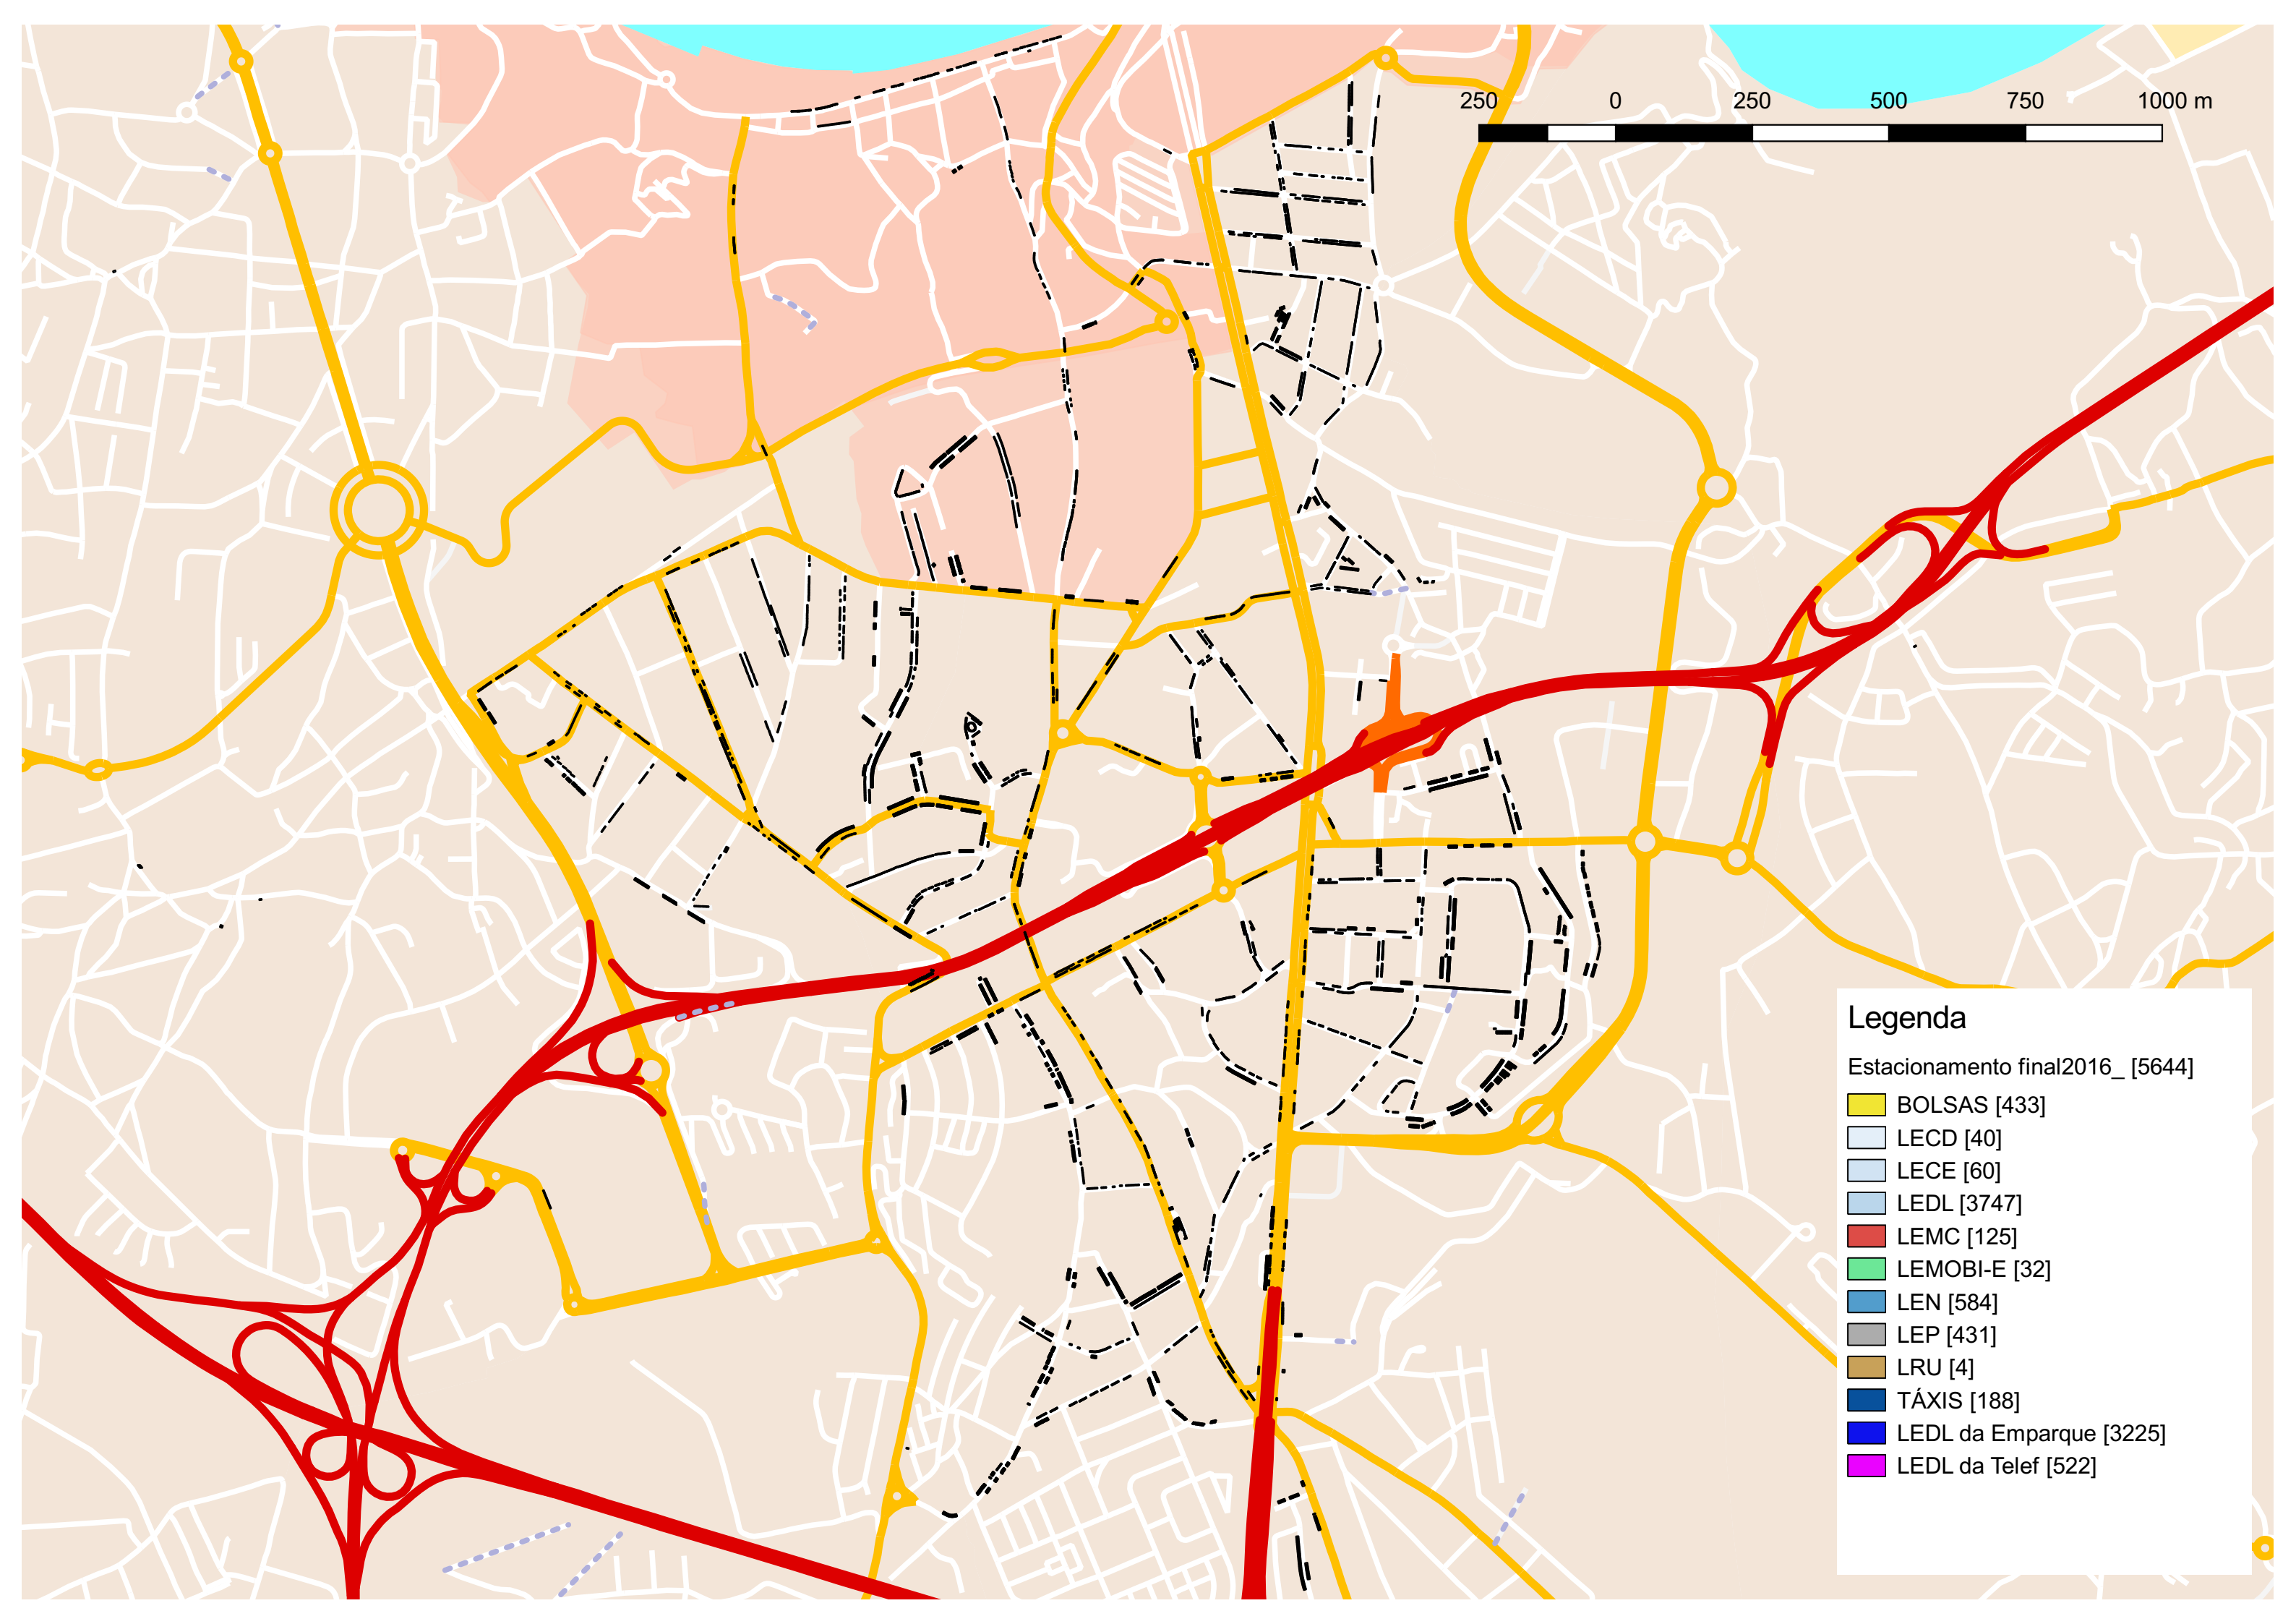 250 0 250 500 750 1000 m
Legenda
Estacionamento final2016_ [5644]
BOLSAS [433]
LECD [40]
LECE [60]
LEDL [3747]
LEMC [125]
LEMOBI-E [32]
LEN [584]
LEP [431]
LRU [4]
TÁXIS [188]
LEDL da Emparque [3225]
LEDL da Telef [522]